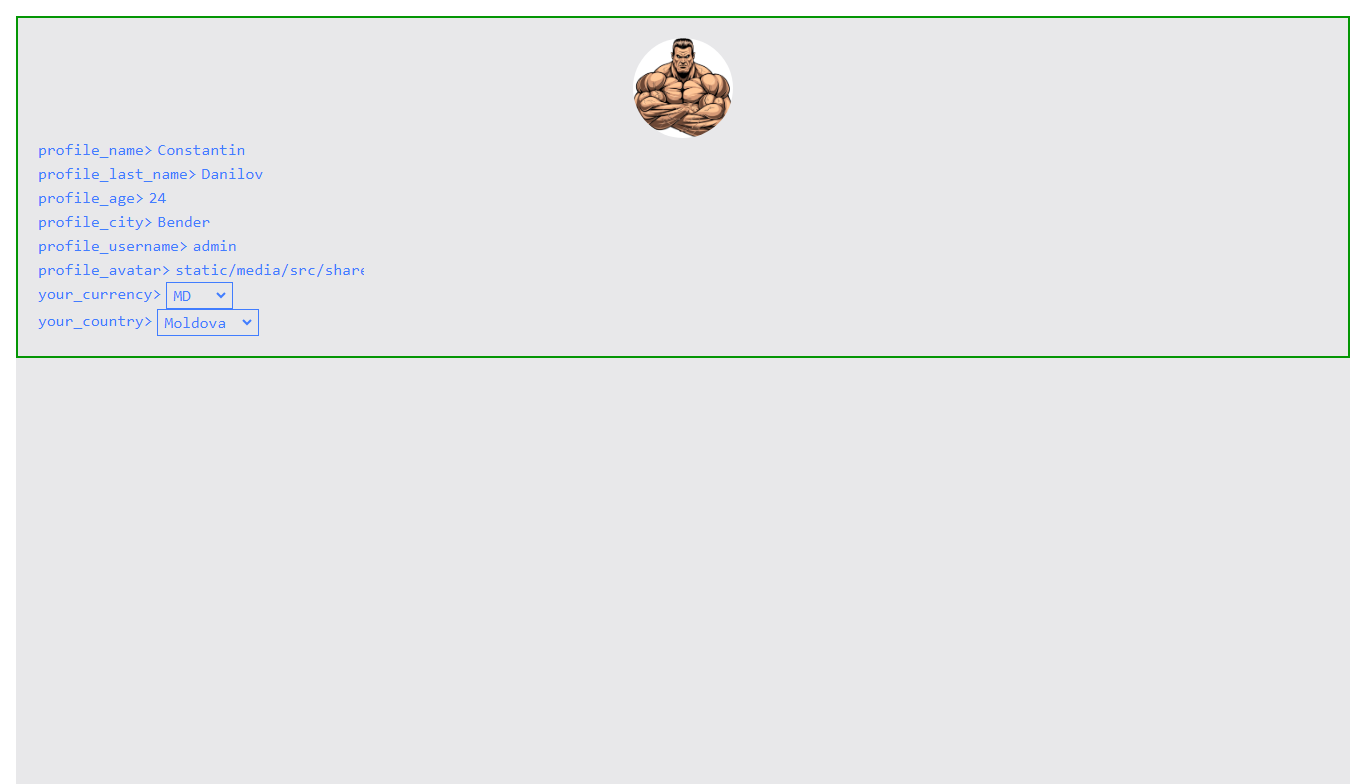 profile_name> Constantin
profile_last_name> Danilov
profile_age> 24
profile_city> Bender
profile_username> admin
profile_avatar> static/media/src/share
your_currency> MD
your_country> Moldova